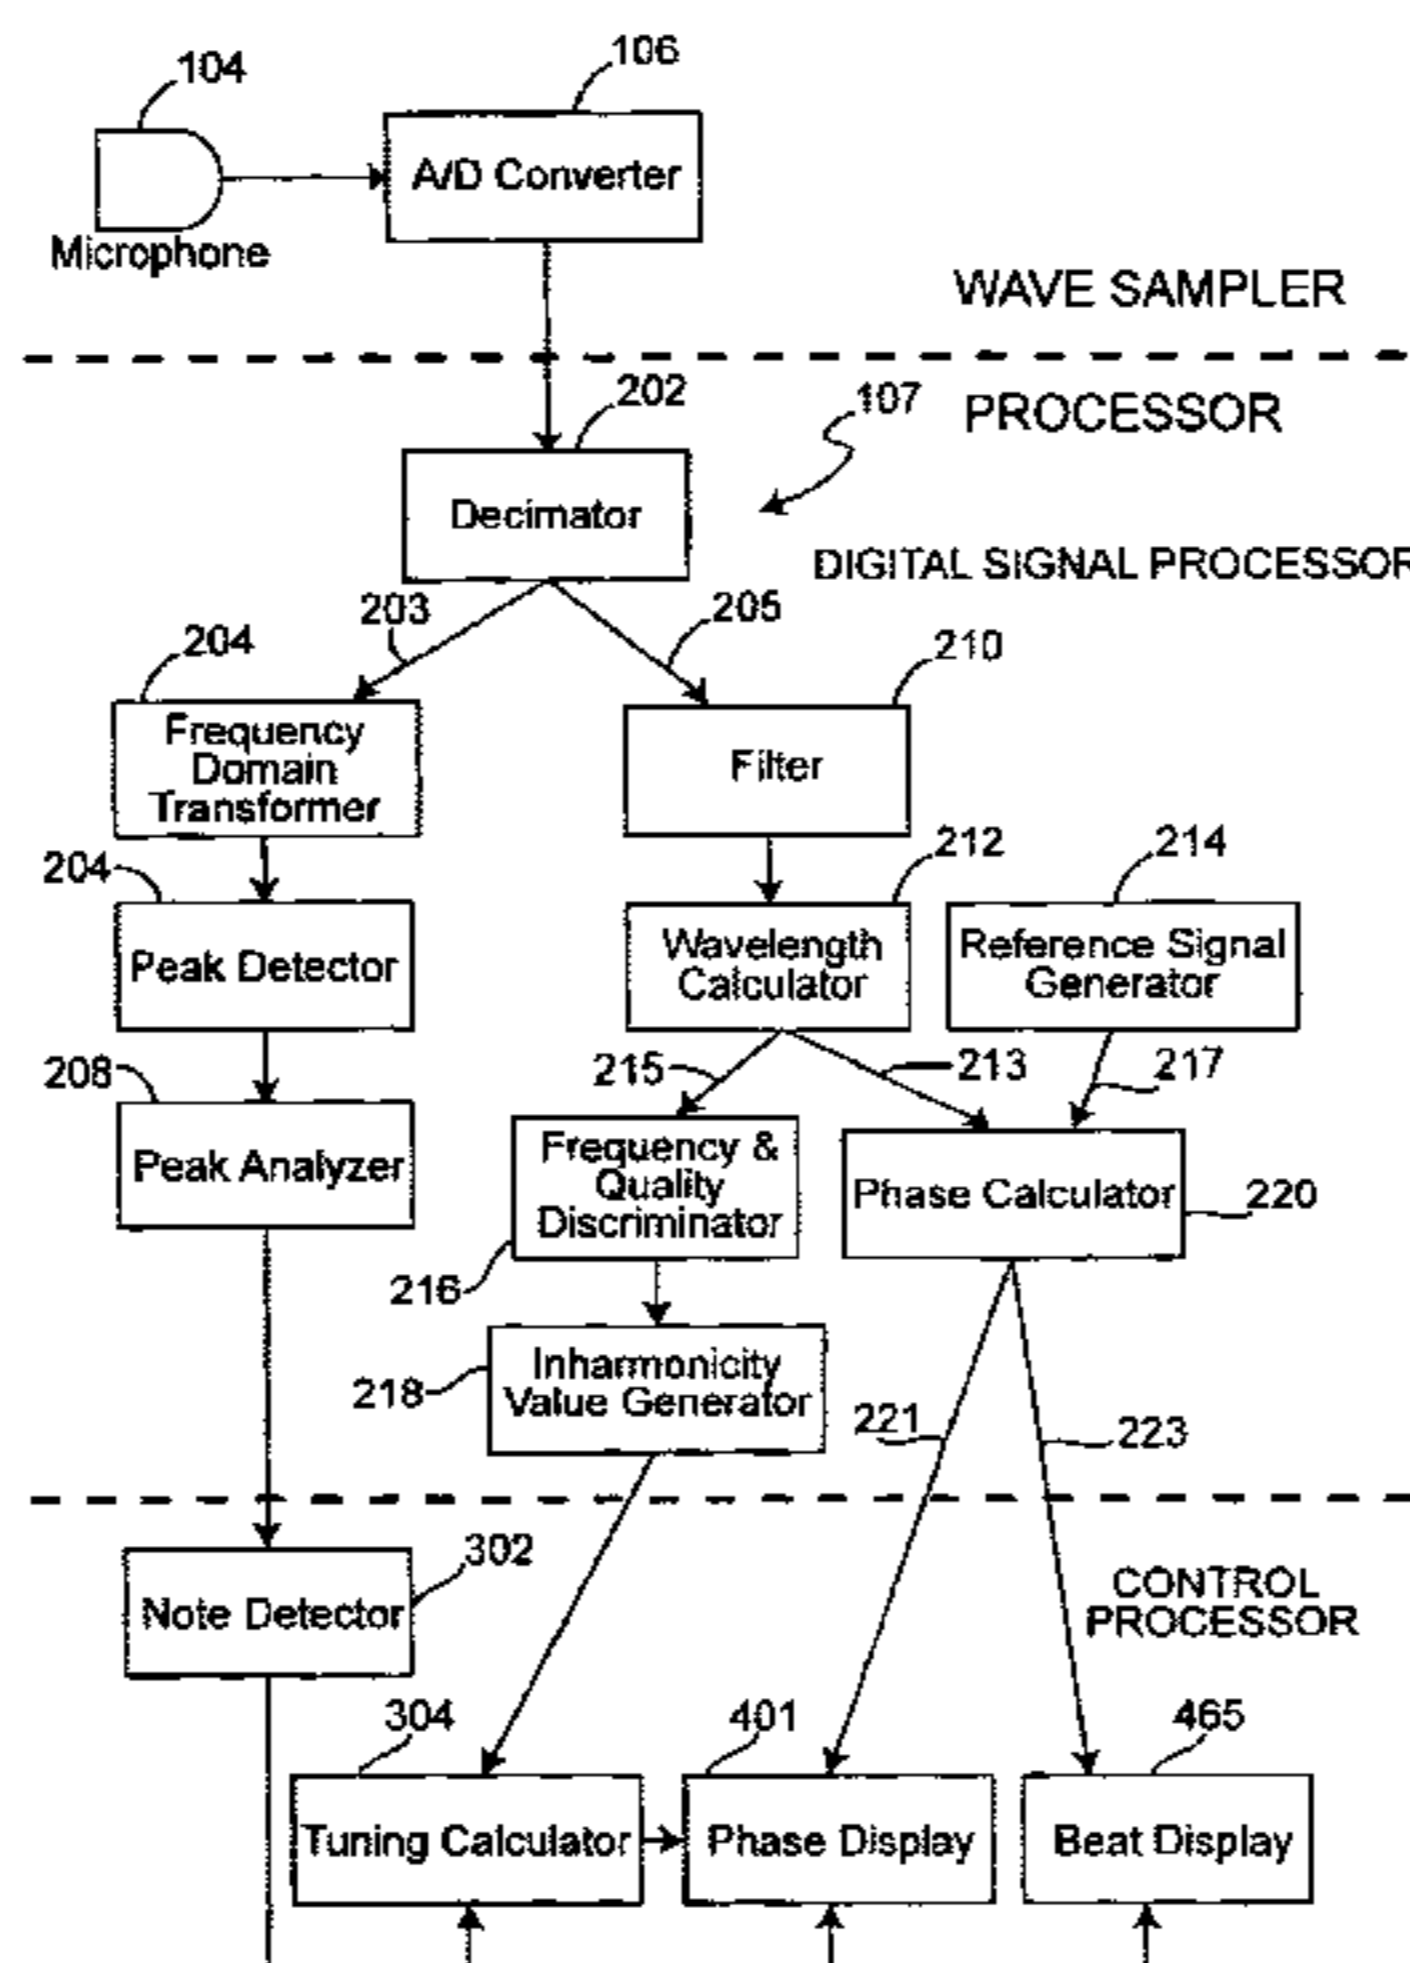 104
106
A/D Converter
Microphone
WAVE SAMPLER
PROCESSOR
202
107
Decimator
DIGITAL SIGNAL PROCESSOR
203
205
204
210
Frequency
Domain
Transformer
Filter
204
212
214
Peak Detector
Wavelength
Calculator
Reference Signal
Generator
208
215
213
217
Peak Analyzer
Frequency &
Quality
Discriminator
Phase Calculator
220
216
218
Inharmonicity
Value Generator
221
223
302
Note Detector
CONTROL
PROCESSOR
304
401
465
Tuning Calculator
Phase Display
Beat Display